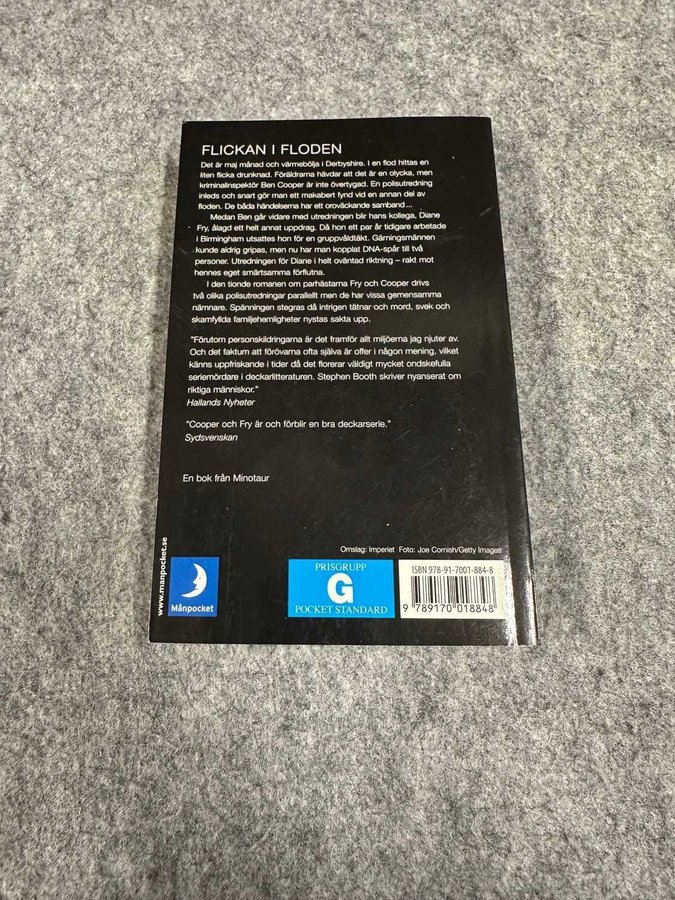 FLICKAN I FLODEN
Det är maj månad och värmebölja i Derbyshire. I en flod hittas en
liten flicka drunknad. Föräldrarna hävdar att det är en olycka, men
kriminalinspektör Ben Cooper är inte övertygad. En polisutredning
inleds och snart gör man ett makabert fynd vid en annan del av
floden. De båda händelserna har ett oroväckande samband ...
Medan Ben går vidare med utredningen blir hans kollega, Diane
Fry, ålagd ett helt annat uppdrag. Då hon ett par år tidigare arbetade
i Birmingham utsattes hon för en gruppvåldtäkt. Gärningsmännen
kunde aldrig gripas, men nu har man kopplat DNA-spår till två
personer. Utredningen för Diane i helt oväntad riktning – rakt mot
hennes eget smärtsamma förflutna.
I den tionde romanen om parhästarna Fry och Cooper drivs
två olika polisutredningar parallellt men de har vissa gemensamma
nämnare. Spänningen stegras då intrigen tätnar och mord, svek och
skamfyllda familjehemligheter nystas sakta upp.
"Förutom personskildringarna är det framför allt miljöerna jag njuter av.
Och det faktum att förövarna ofta själva är offer i någon mening, vilket
känns uppfriskande i tider då det florerar väldigt mycket ondskefulla
seriemördare i deckarlitteraturen. Stephen Booth skriver nyanserat om
riktiga människor."
Hallands Nyheter
"Cooper och Fry är och förblir en bra deckarserie."
Sydsvenskan
En bok från Minotaur
Omslag: Imperiet Foto: Joe Cornish/Getty Images
www.manpocket.se
Månpocket
PRISGRUPP
G
POCKET STANDARD
ISBN 978-91-7001-884-8
9 789170 018848